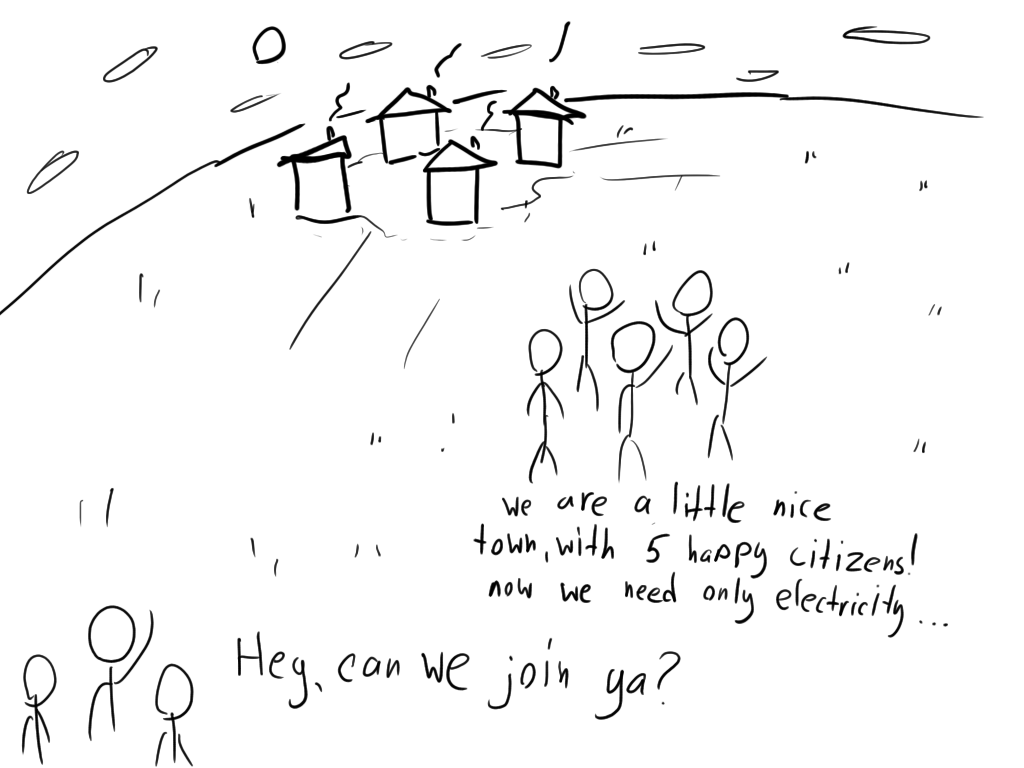 we are a little nice
town, with 5 happy citizens!
now we need only electricity...
Hey, can we join ya?